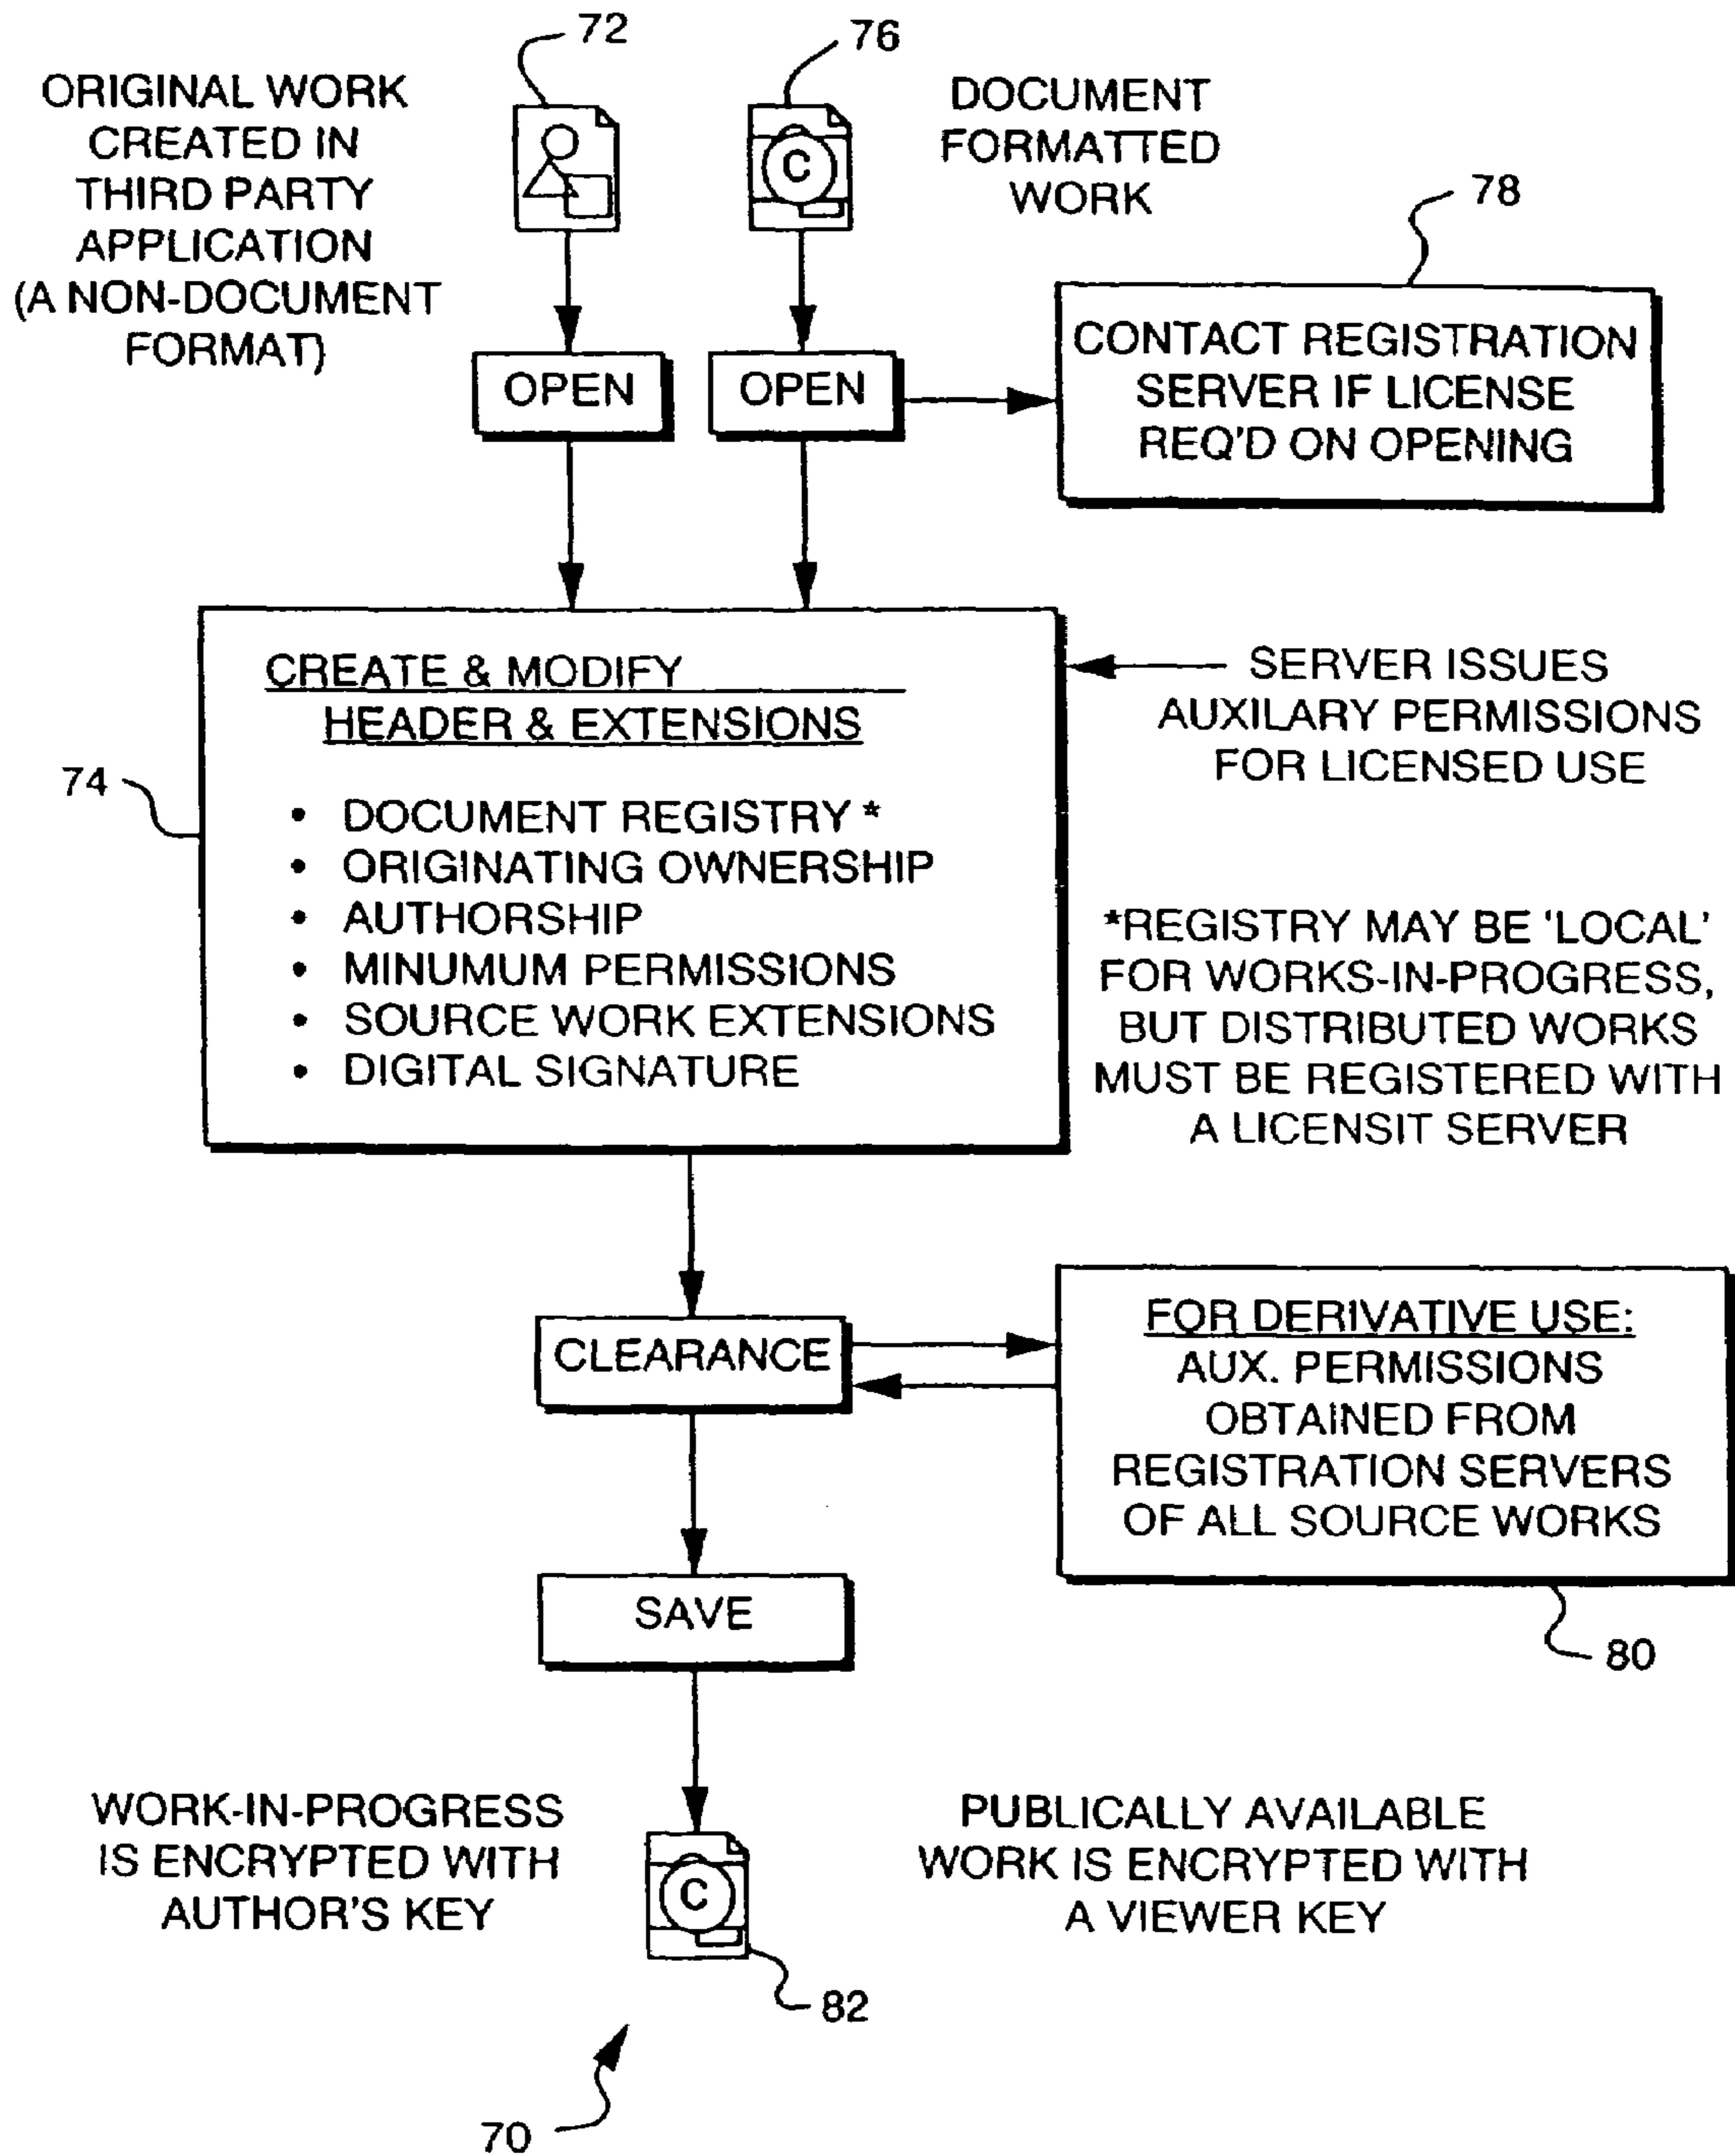 72
76
ORIGINAL WORK
CREATED IN
THIRD PARTY
APPLICATION
(A NON-DOCUMENT
FORMAT)
DOCUMENT
FORMATTED
WORK
C
78
OPEN
OPEN
CONTACT REGISTRATION
SERVER IF LICENSE
REQ'D ON OPENING
74
CREATE & MODIFY
HEADER & EXTENSIONS
• DOCUMENT REGISTRY *
• ORIGINATING OWNERSHIP
• AUTHORSHIP
• MINUMUM PERMISSIONS
• SOURCE WORK EXTENSIONS
• DIGITAL SIGNATURE
SERVER ISSUES
AUXILARY PERMISSIONS
FOR LICENSED USE
*REGISTRY MAY BE 'LOCAL'
FOR WORKS-IN-PROGRESS,
BUT DISTRIBUTED WORKS
MUST BE REGISTERED WITH
A LICENSIT SERVER
CLEARANCE
FOR DERIVATIVE USE:
AUX. PERMISSIONS
OBTAINED FROM
REGISTRATION SERVERS
OF ALL SOURCE WORKS
80
SAVE
WORK-IN-PROGRESS
IS ENCRYPTED WITH
AUTHOR'S KEY
C
PUBLICALLY AVAILABLE
WORK IS ENCRYPTED WITH
A VIEWER KEY
82
70